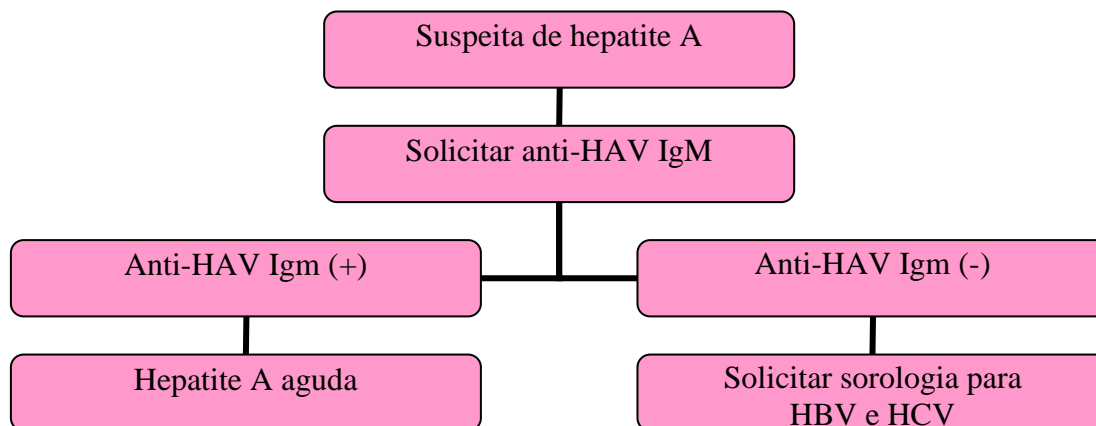 Suspeita de hepatite A
Solicitar anti-HAV IgM
Anti-HAV Igm (+)
Anti-HAV Igm (-)
Hepatite A aguda
Solicitar sorologia para
HBV e HCV